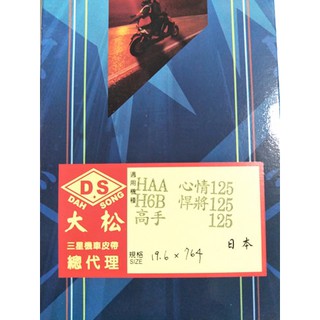 D.S
DAH SONG
大松
三星機車皮帶
總代理
適用機種
HAA 心情125
H6B 悍將125
高手 125
日本
規格
SIZE
19.6 × 764